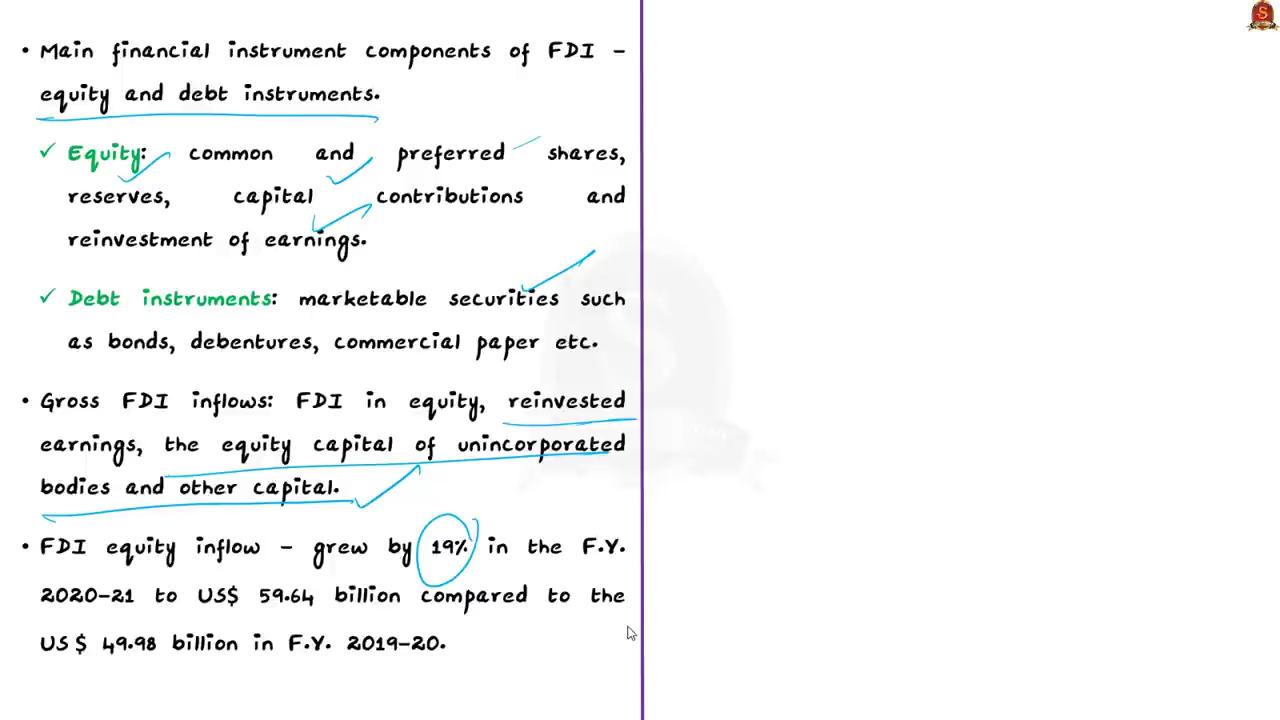 • Main financial instrument components of FDI –
equity and debt instruments.
✓ Equity: common and preferred shares,
reserves, capital contributions and
reinvestment of earnings.
✓ Debt instruments: marketable securities such
as bonds, debentures, commercial paper etc.
• Gross FDI inflows: FDI in equity, reinvested
earnings, the equity capital of unincorporated
bodies and other capital.
• FDI equity inflow – grew by 19% in the F.Y.
2020-21 to US$ 59.64 billion compared to the
US $ 49.98 billion in F.Y. 2019-20.
S